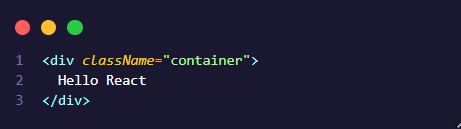 1 <div className="container">
2   Hello React
3 </div>